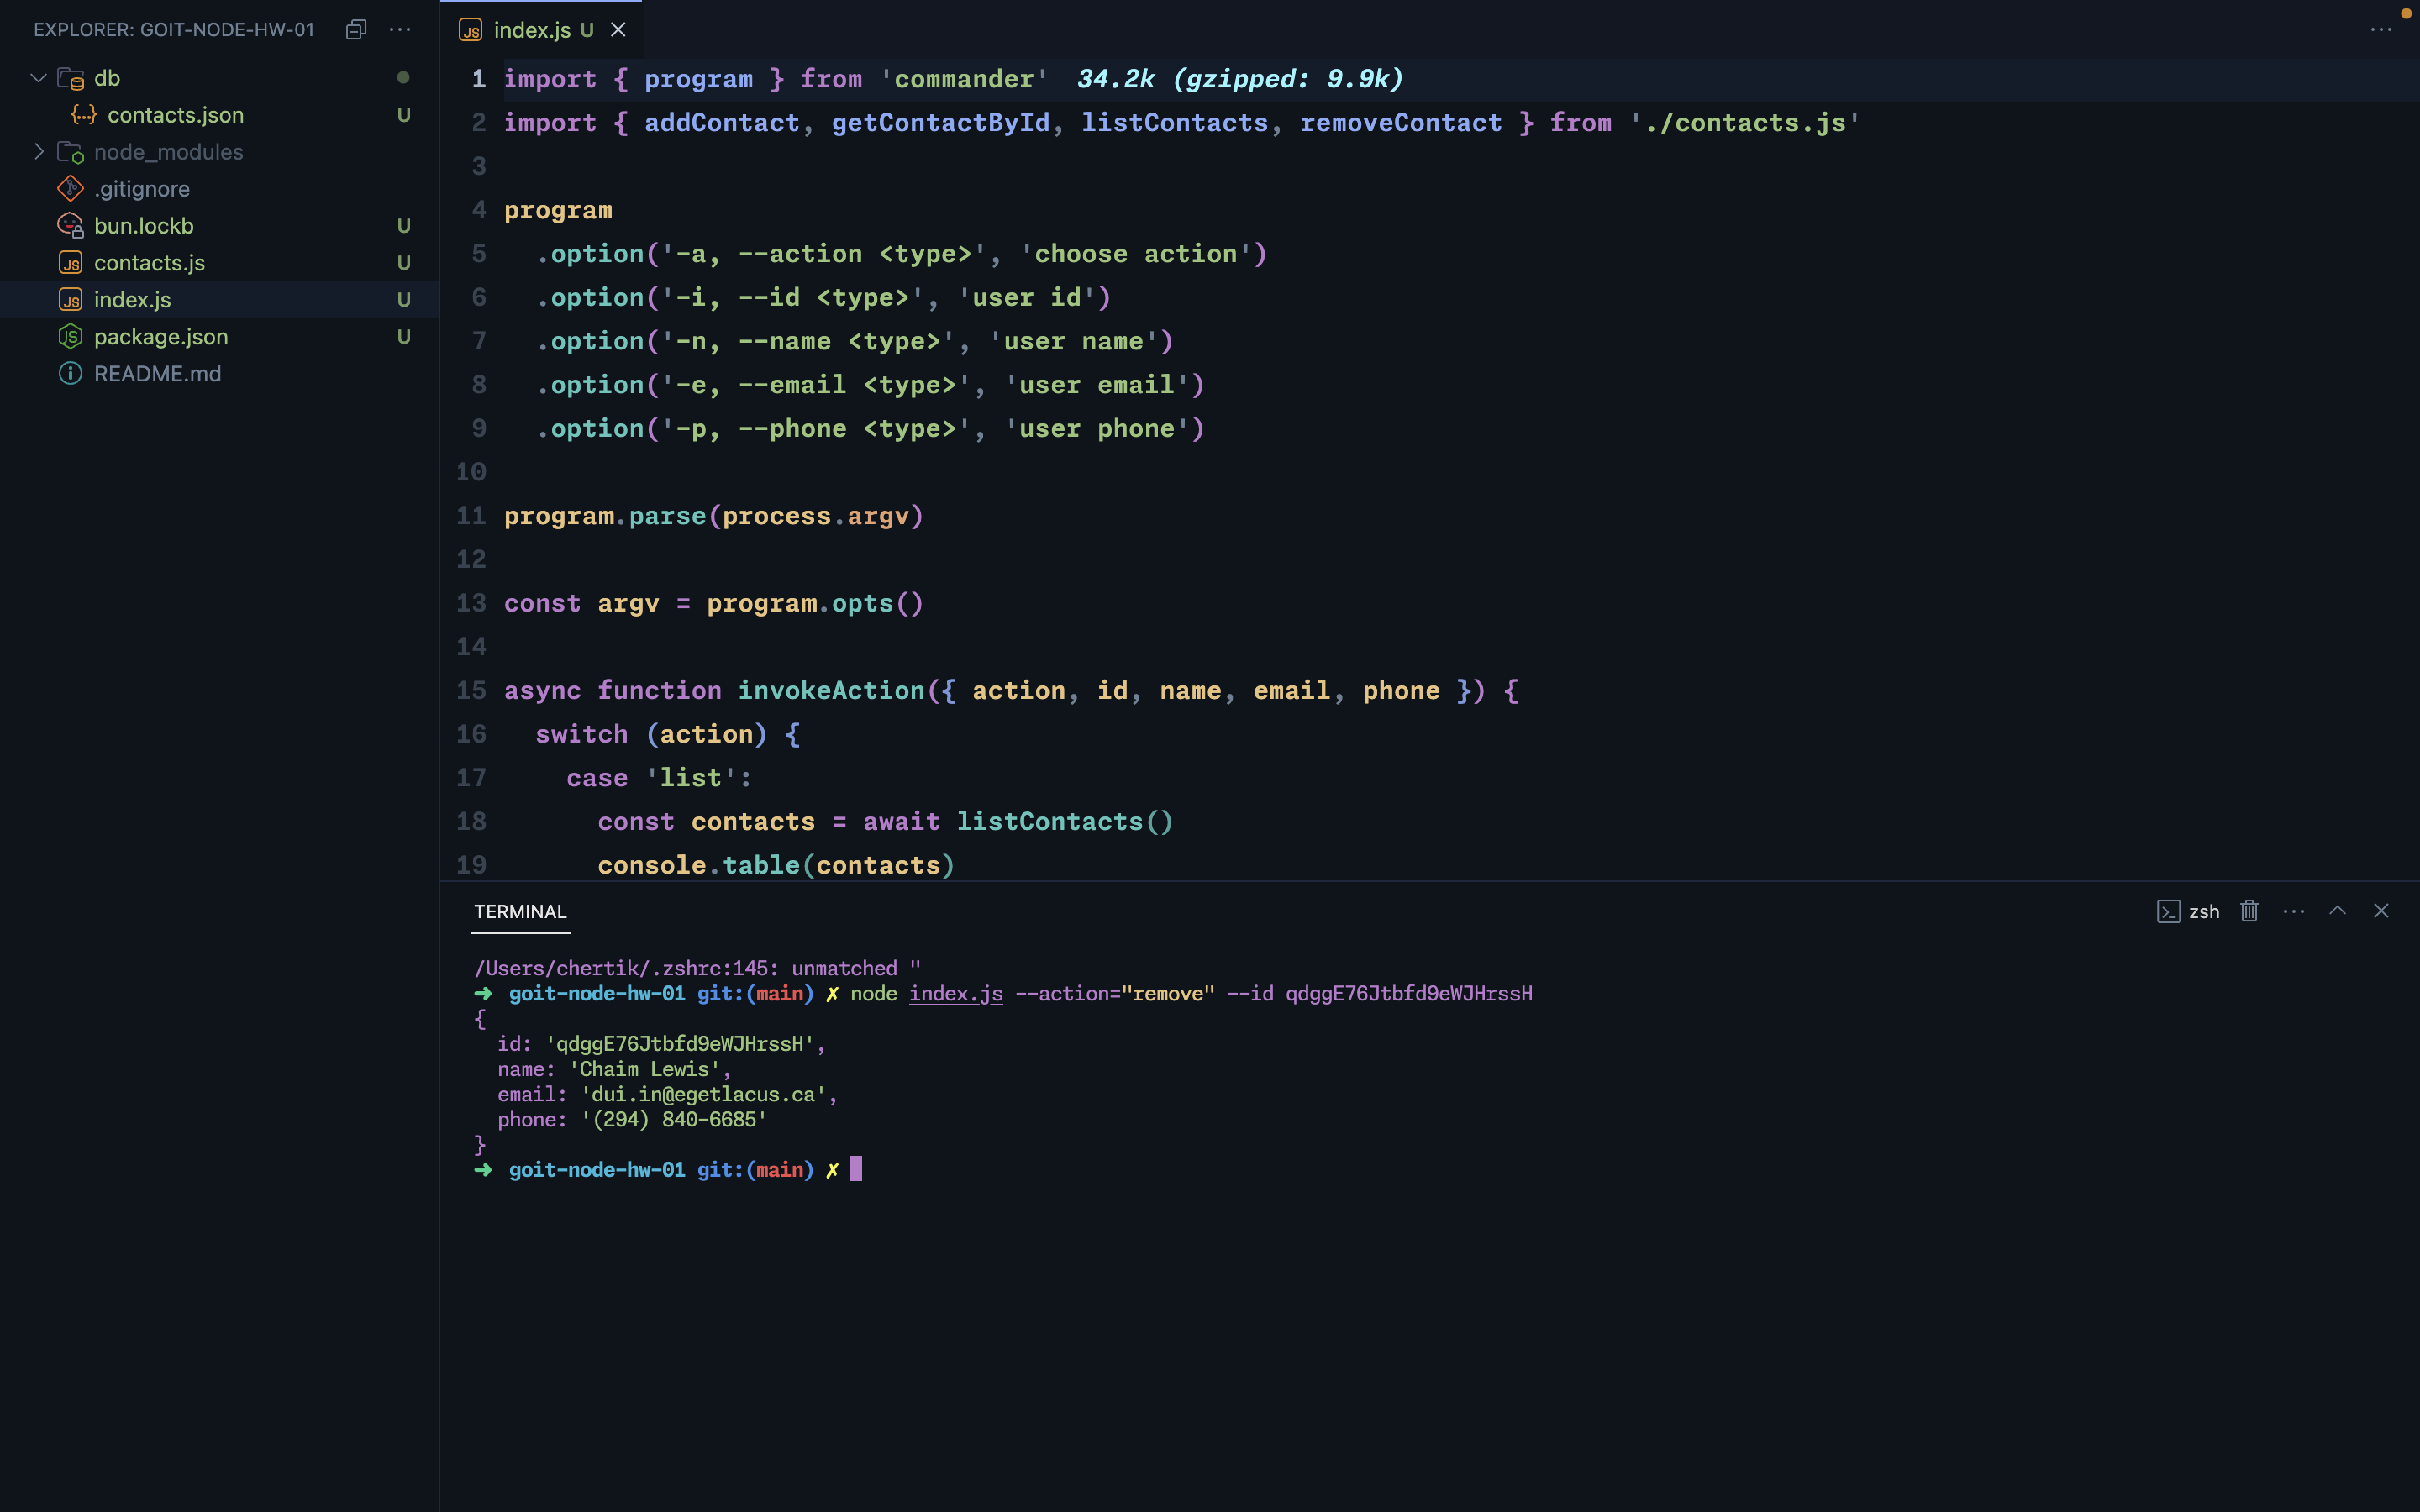 EXPLORER: GOIT-NODE-HW-01
db
contacts.json U
node_modules
.gitignore
bun.lockb U
contacts.js U
index.js U
package.json U
README.md
index.js U
1 import { program } from 'commander' 34.2k (gzipped: 9.9k)
2 import { addContact, getContactById, listContacts, removeContact } from './contacts.js'
3
4 program
5   .option('-a, --action <type>', 'choose action')
6   .option('-i, --id <type>', 'user id')
7   .option('-n, --name <type>', 'user name')
8   .option('-e, --email <type>', 'user email')
9   .option('-p, --phone <type>', 'user phone')
10
11 program.parse(process.argv)
12
13 const argv = program.opts()
14
15 async function invokeAction({ action, id, name, email, phone }) {
16   switch (action) {
17     case 'list':
18       const contacts = await listContacts()
19       console.table(contacts)
TERMINAL
zsh
/Users/chertik/.zshrc:145: unmatched "
➜ goit-node-hw-01 git:(main) ✗ node index.js --action="remove" --id qdggE76Jtbfd9eWJHrssH
{
  id: 'qdggE76Jtbfd9eWJHrssH',
  name: 'Chaim Lewis',
  email: 'dui.in@egetlacus.ca',
  phone: '(294) 840-6685'
}
➜ goit-node-hw-01 git:(main) ✗